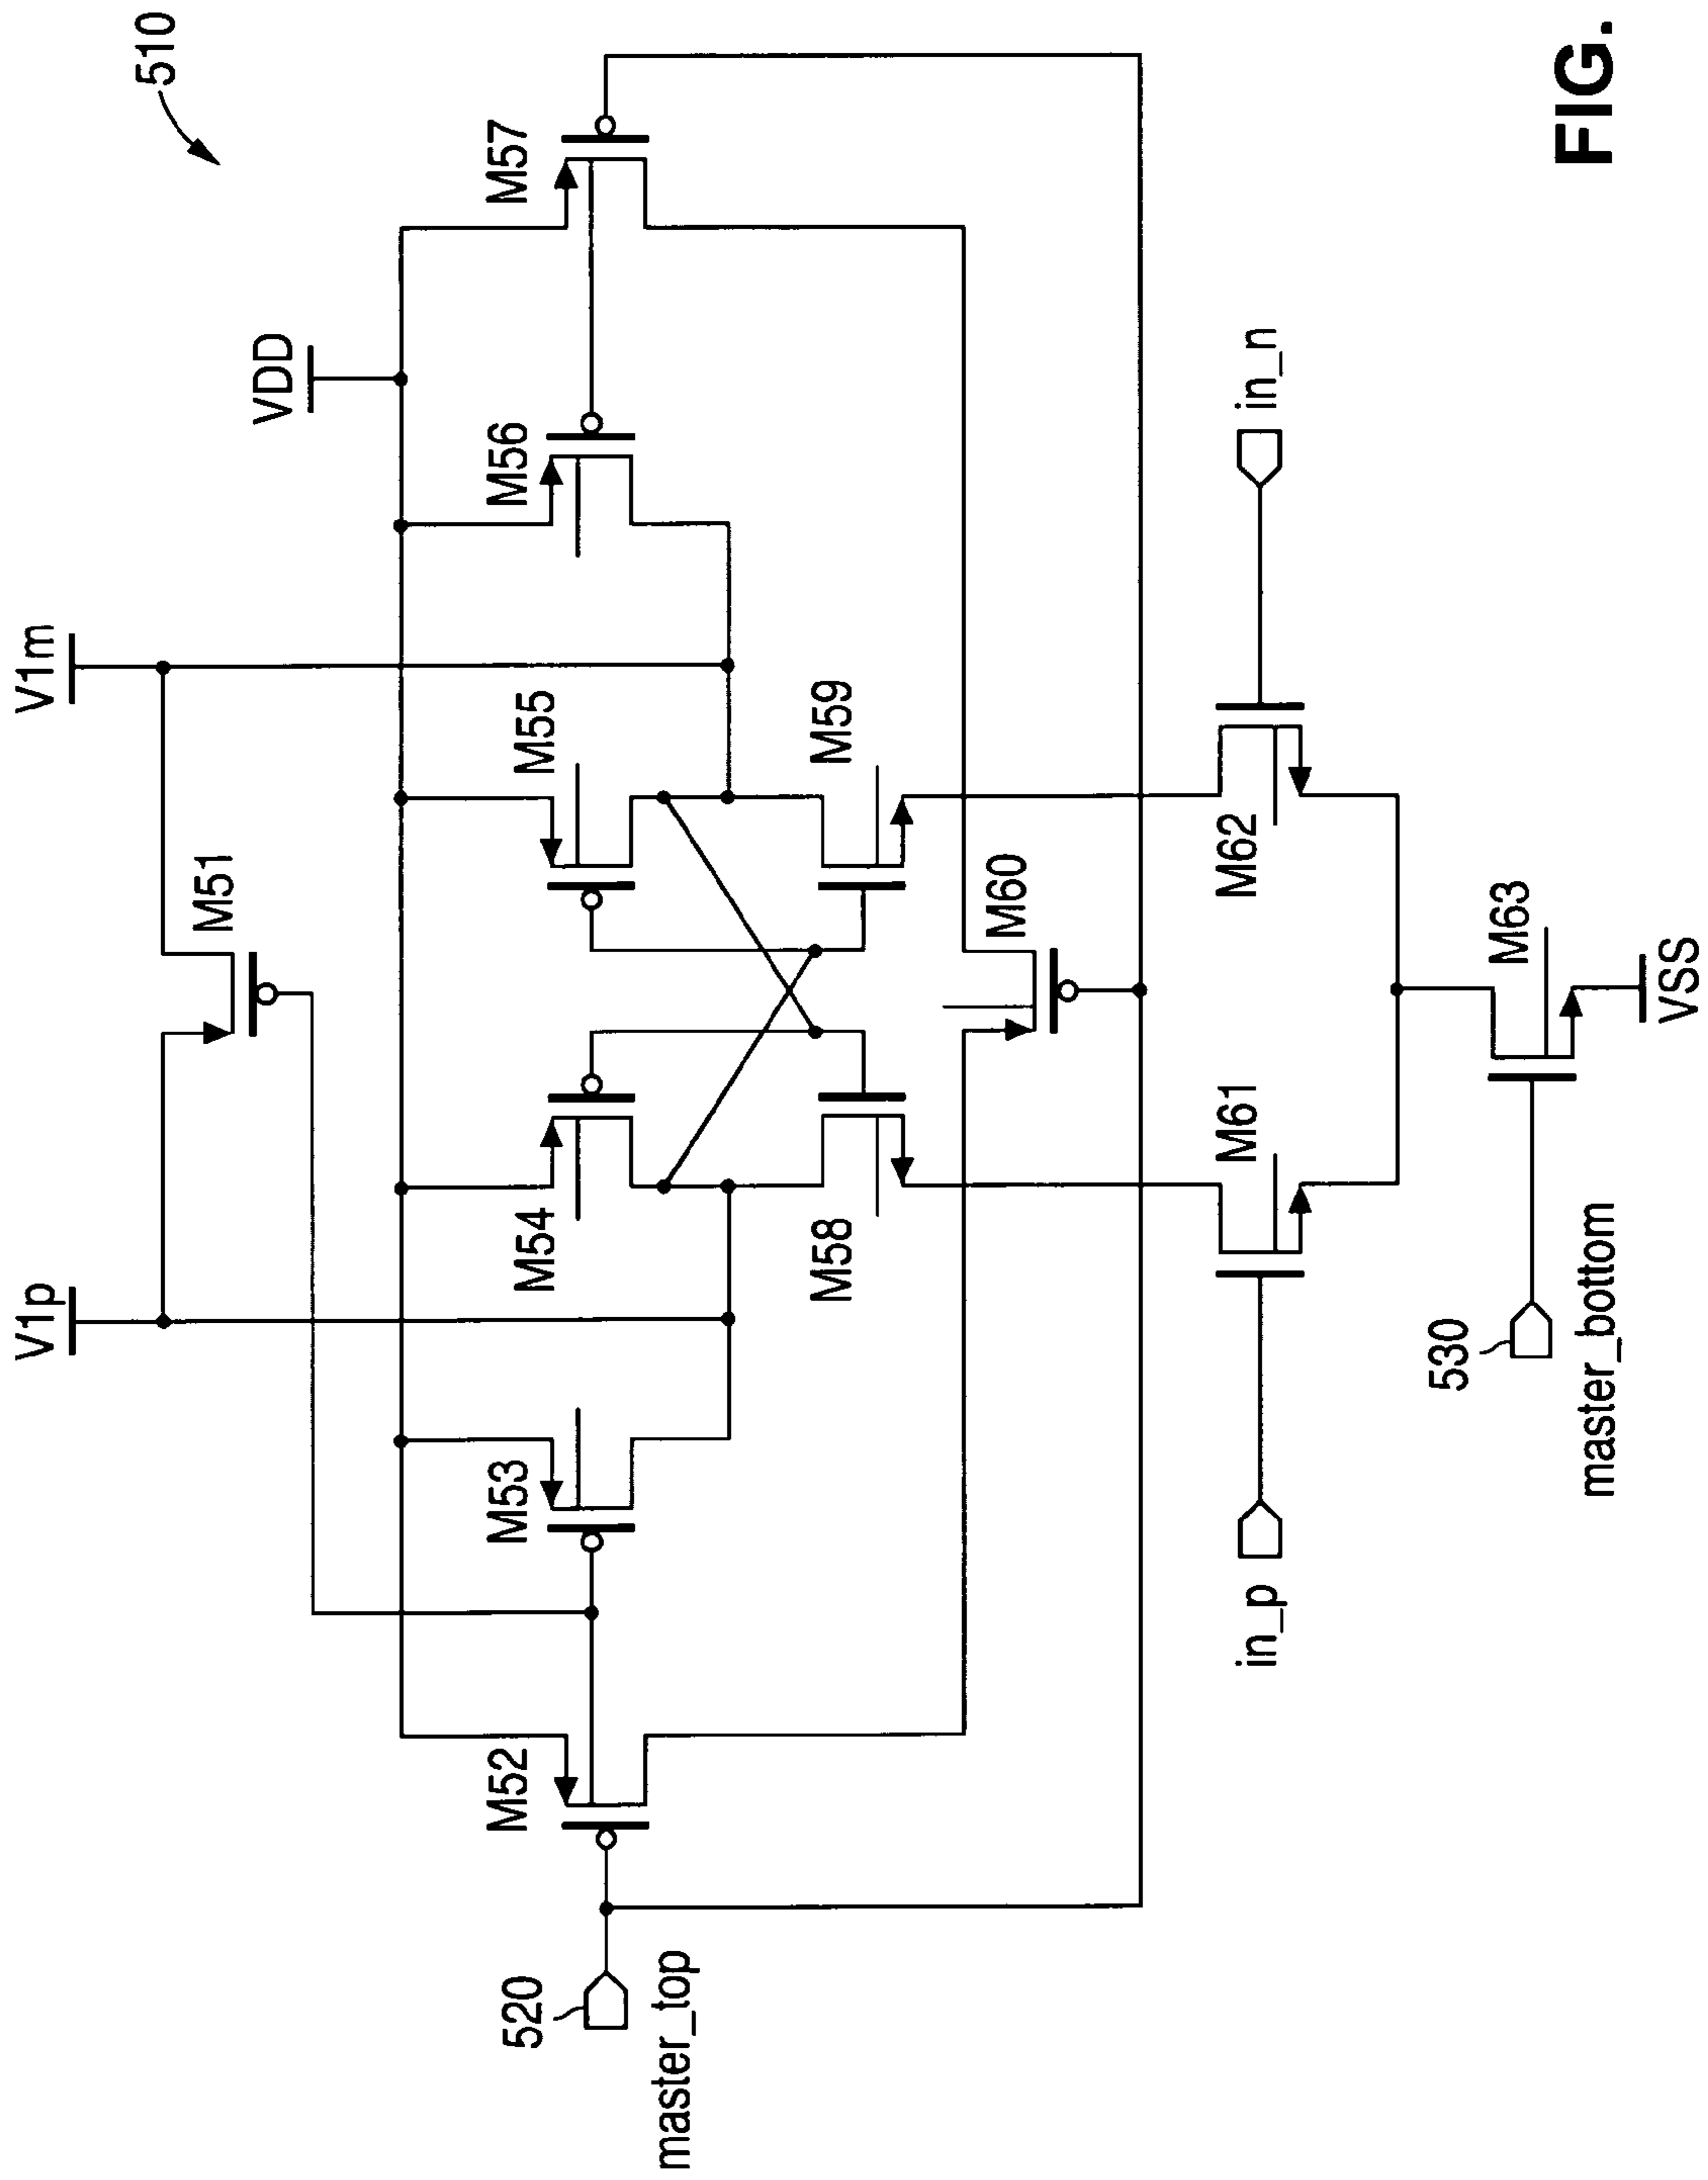 510
V1p
V1m
M51
VDD
M52
M53
M54
M55
M56
M57
520
master_top
M58
M59
M60
in_p
M61
M62
in_n
530
master_bottom
M63
VSS
FIG.